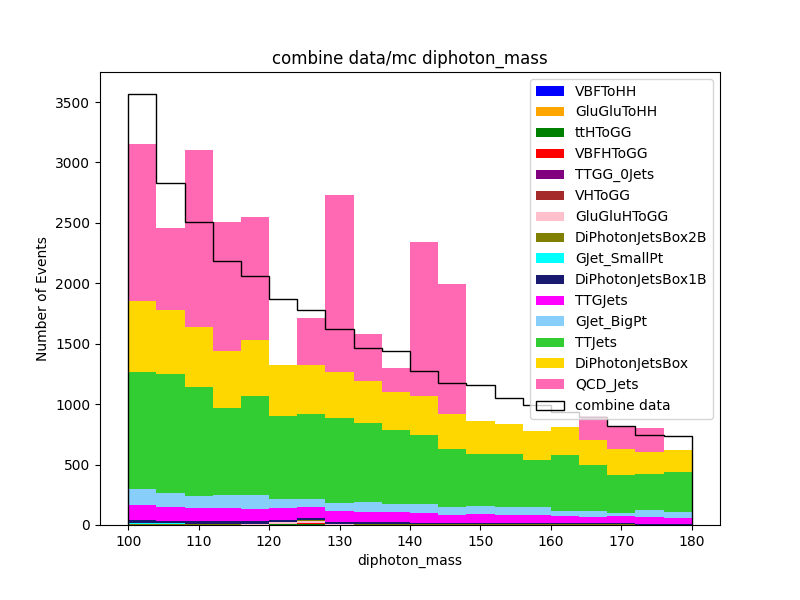 combine data/mc diphoton_mass
3500
3000
2500
2000
1500
1000
500
0
Number of Events
100
110
120
130
140
150
160
170
180
diphoton_mass
VBFToHH
GluGluToHH
ttHToGG
VBFHToGG
TTGG_0Jets
VHToGG
GluGluHToGG
DiPhotonJetsBox2B
GJet_SmallPt
DiPhotonJetsBox1B
TTGJets
GJet_BigPt
TTJets
DiPhotonJetsBox
QCD_Jets
combine data